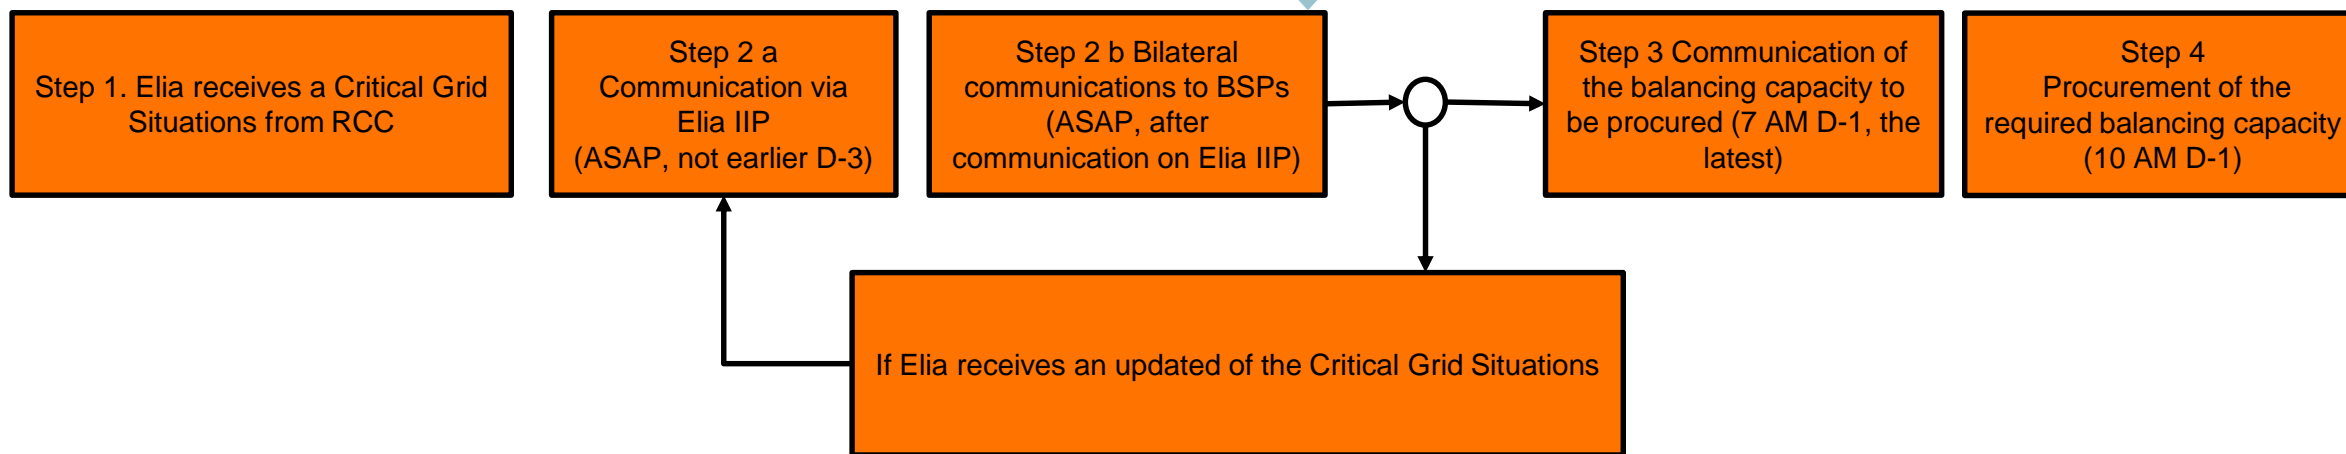 Step 1. Elia receives a Critical Grid
Situations from RCC
Step 2 a
Communication via
Elia IIP
(ASAP, not earlier D-3)
Step 2 b Bilateral
communications to BSPs
(ASAP, after
communication on Elia IIP)
Step 3 Communication of
the balancing capacity to
be procured (7 AM D-1, the
latest)
Step 4
Procurement of the
required balancing capacity
(10 AM D-1)
If Elia receives an updated of the Critical Grid Situations